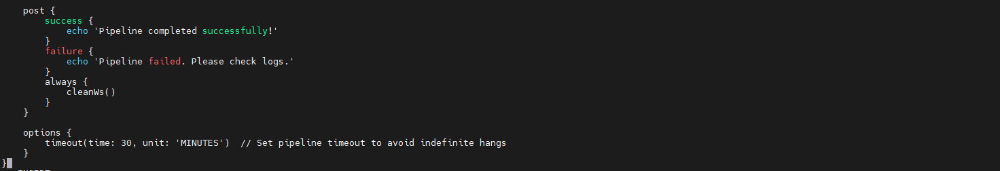 post {
success {
echo 'Pipeline completed successfully!'
}
failure {
echo 'Pipeline failed. Please check logs.'
}
always {
cleanWs()
}
}
options {
timeout(time: 30, unit: 'MINUTES')  // Set pipeline timeout to avoid indefinite hangs
}
}